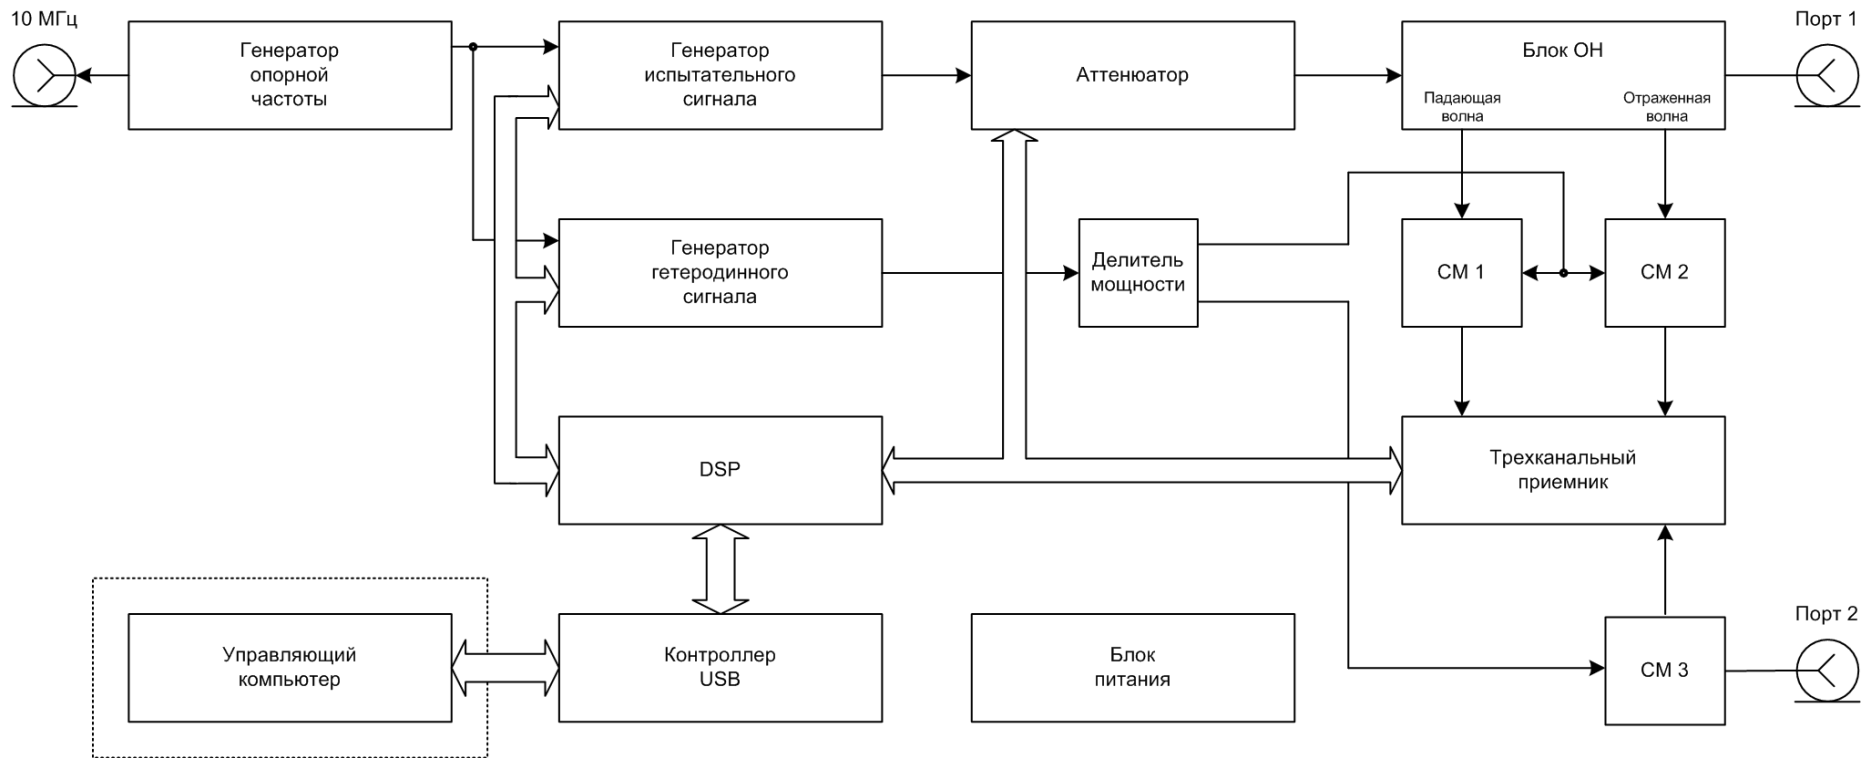 10 МГц
Генератор
опорной
частоты
Генератор
испытательного
сигнала
Аттенюатор
Блок ОН
Падающая
волна
Отраженная
волна
Порт 1
Генератор
гетеродинного
сигнала
Делитель
мощности
СМ 1
СМ 2
DSP
Трехканальный
приемник
Управляющий
компьютер
Контроллер
USB
Блок
питания
СМ 3
Порт 2